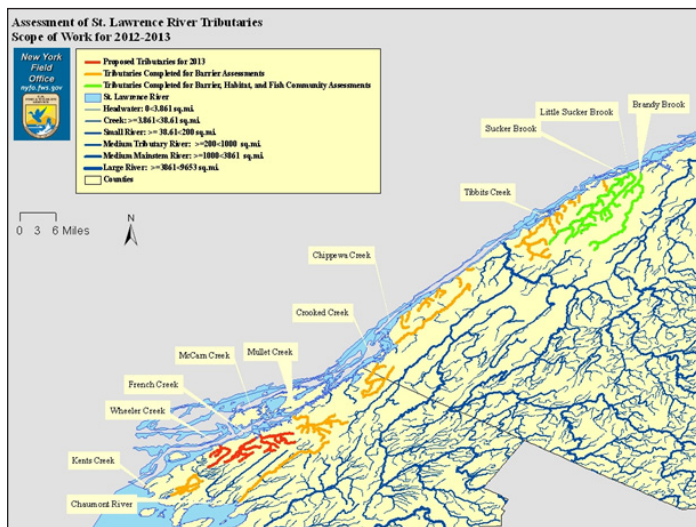 Assessment of St. Lawrence River Tributaries
Scope of Work for 2012-2013
New York
Field
Office
nyfo.fws.gov
Proposed Tributaries for 2013
Tributaries Completed for Barrier Assessments
Tributaries Completed for Barrier, Habitat, and Fish Community Assessments
St. Lawrence River
Headwater: 0<3.861 sq.mi.
Creek: >=3.861<38.61 sq.mi.
Small River: >= 38.61<200 sq.mi.
Medium Tributary River: >=200<1000 sq.mi.
Medium Mainstem River: >=1000<3861 sq.mi.
Large River: >=3861<9653 sq.mi.
Counties
0 3 6 Miles
N
Brandy Brook
Little Sucker Brook
Sucker Brook
Tibbits Creek
Chippewa Creek
Crooked Creek
Mullet Creek
McCarn Creek
French Creek
Wheeler Creek
Kents Creek
Chaumont River